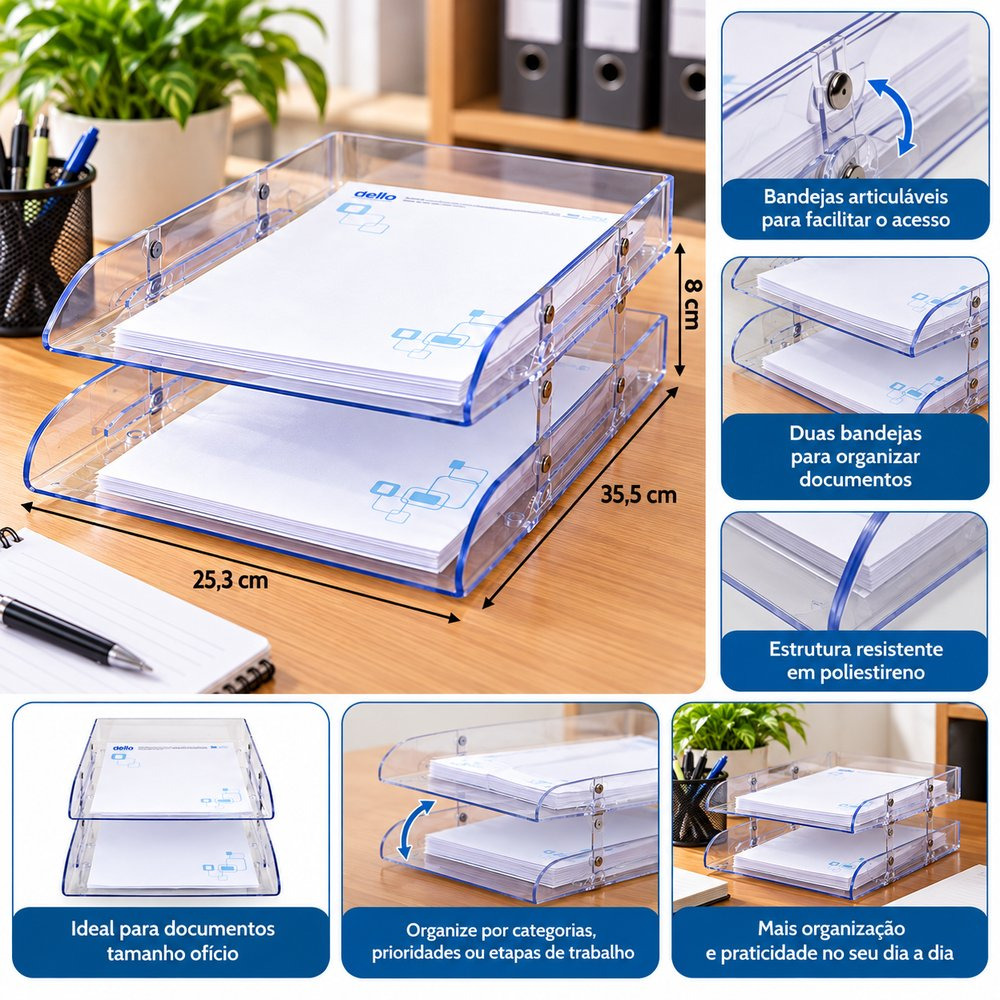 dello
8 cm
35,5 cm
25,3 cm
Bandejas articuláveis
para facilitar o acesso
Duas bandejas
para organizar
documentos
Estrutura resistente
em poliestireno
dello
Ideal para documentos
tamanho ofício
Organize por categorias,
prioridades ou etapas de trabalho
Mais organização
e praticidade no seu dia a dia